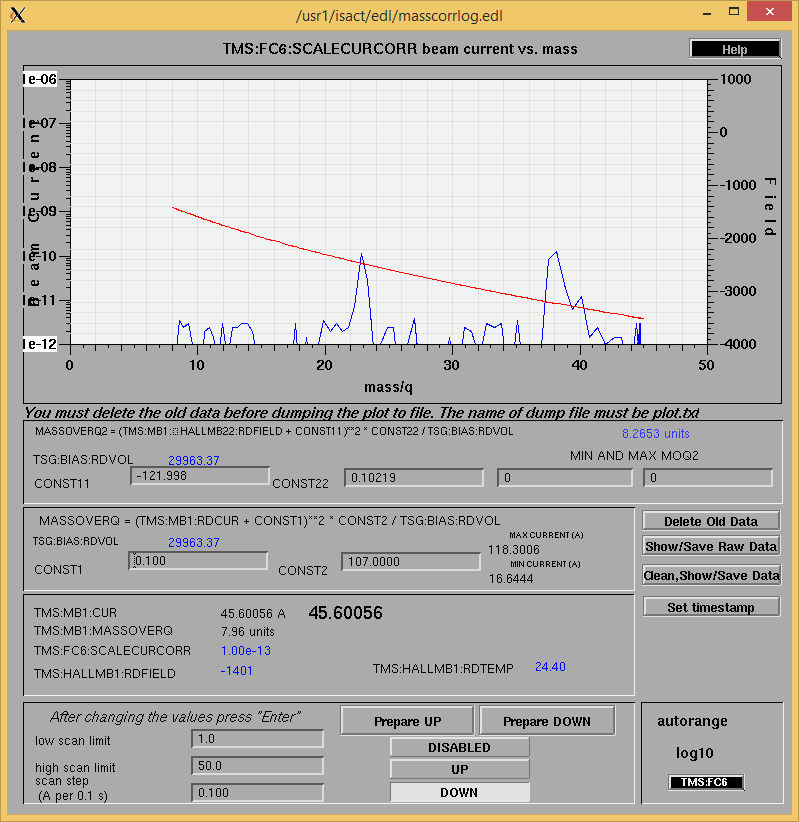 /usr1/isact/edl/masscorrlog.edl
TMS:FC6:SCALECURCORR beam current vs. mass
Help
1e-06
1e-07
1e-08
1e-09
1e-10
1e-11
1e-12
Beam Current
1000
0
-1000
-2000
-3000
-4000
Field
0 10 20 30 40 50
mass/q
You must delete the old data before dumping the plot to file. The name of dump file must be plot.txt
MASSOVERQ2 = (TMS:MB1: HALLMB22:RDFIELD + CONST11)**2 * CONST22 / TSG:BIAS:RDVOL
8.2653 units
TSG:BIAS:RDVOL 29963.37 MIN AND MAX MOQ2
CONST11 -121.998 CONST22 0.10219 0 0
MASSOVERQ = (TMS:MB1:RDCUR + CONST1)**2 * CONST2 / TSG:BIAS:RDVOL
TSG:BIAS:RDVOL 29963.37
MAX CURRENT (A)
118.3006
CONST1 0.100 CONST2 107.0000
MIN CURRENT (A)
16.6444
Delete Old Data
Show/Save Raw Data
Clean,Show/Save Data
Set timestamp
TMS:MB1:CUR 45.60056 A 45.60056
TMS:MB1:MASSOVERQ 7.96 units
TMS:FC6:SCALECURCORR 1.00e-13
TMS:HALLMB1:RDFIELD -1401 TMS:HALLMB1:RDTEMP 24.40
After changing the values press "Enter"
low scan limit 1.0
high scan limit 50.0
scan step
(A per 0.1 s) 0.100
Prepare UP Prepare DOWN
DISABLED
UP
DOWN
autorange
log10
TMS:FC6